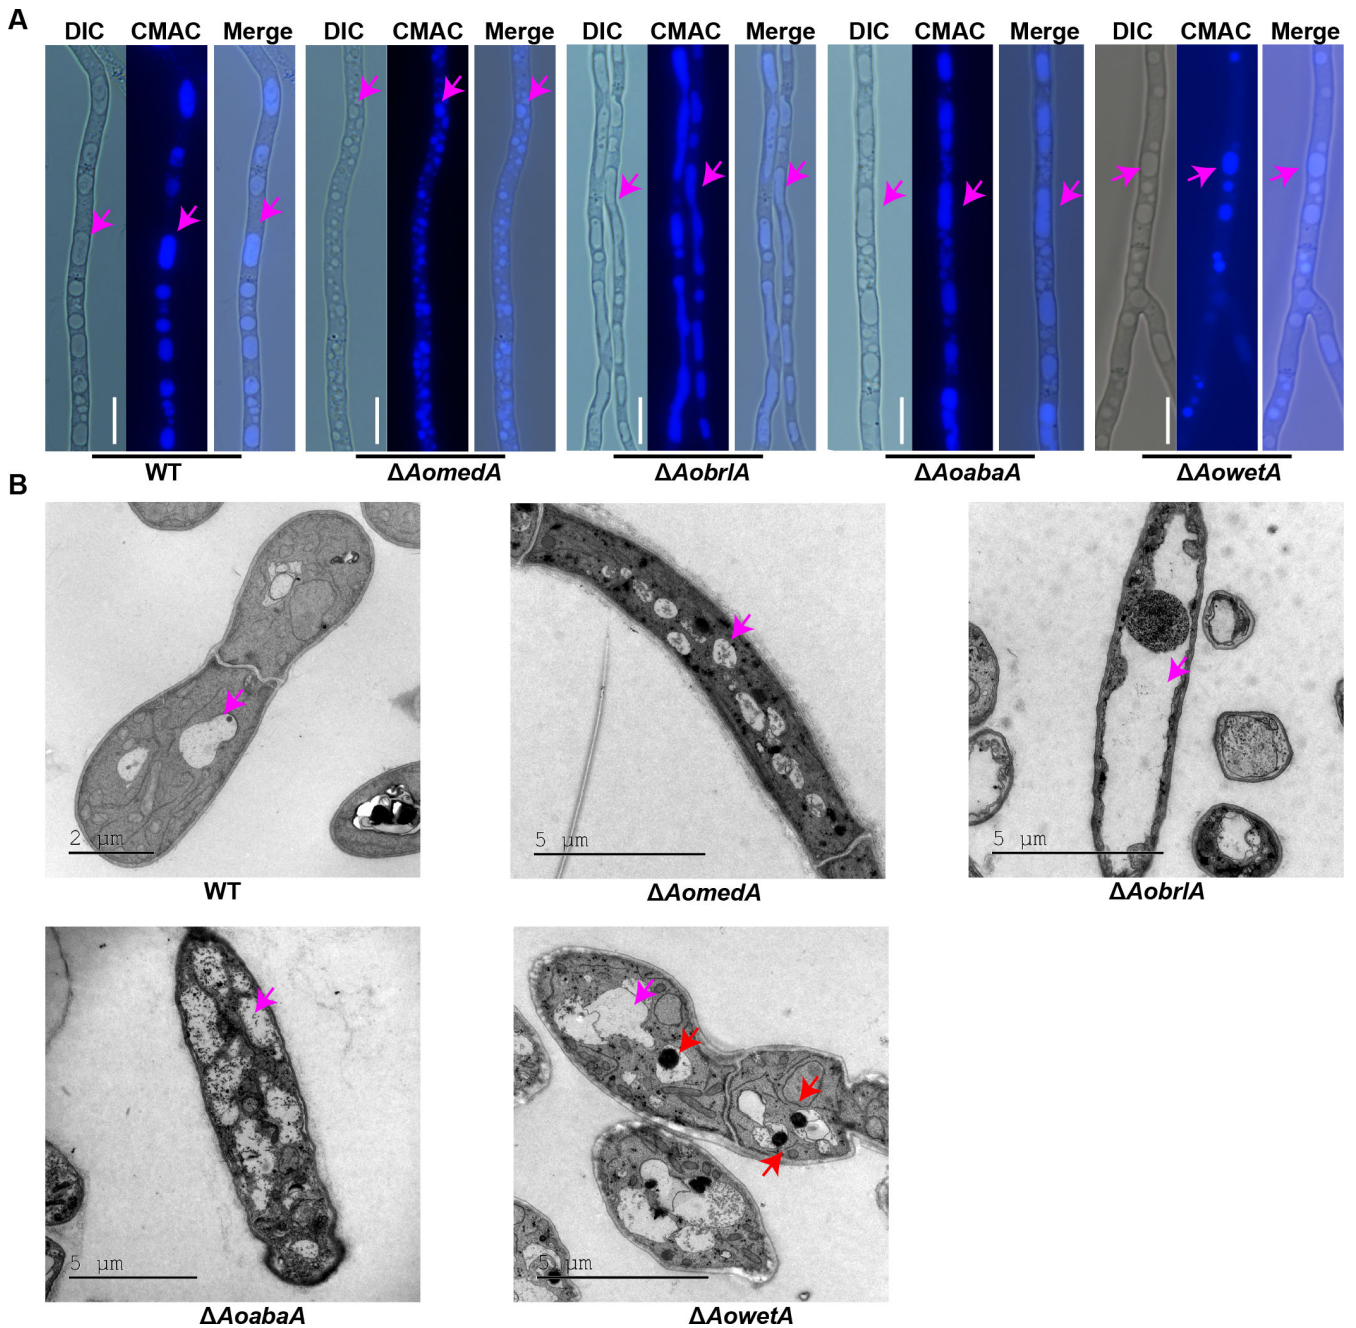 A
DIC CMAC Merge DIC CMAC Merge DIC CMAC Merge DIC CMAC Merge DIC CMAC Merge
WT ΔAomedA ΔAobrlA ΔAoabaA ΔAowetA
B
2 µm 5 µm 5 µm
WT ΔAomedA ΔAobrlA
5 µm 5 µm
ΔAoabaA ΔAowetA